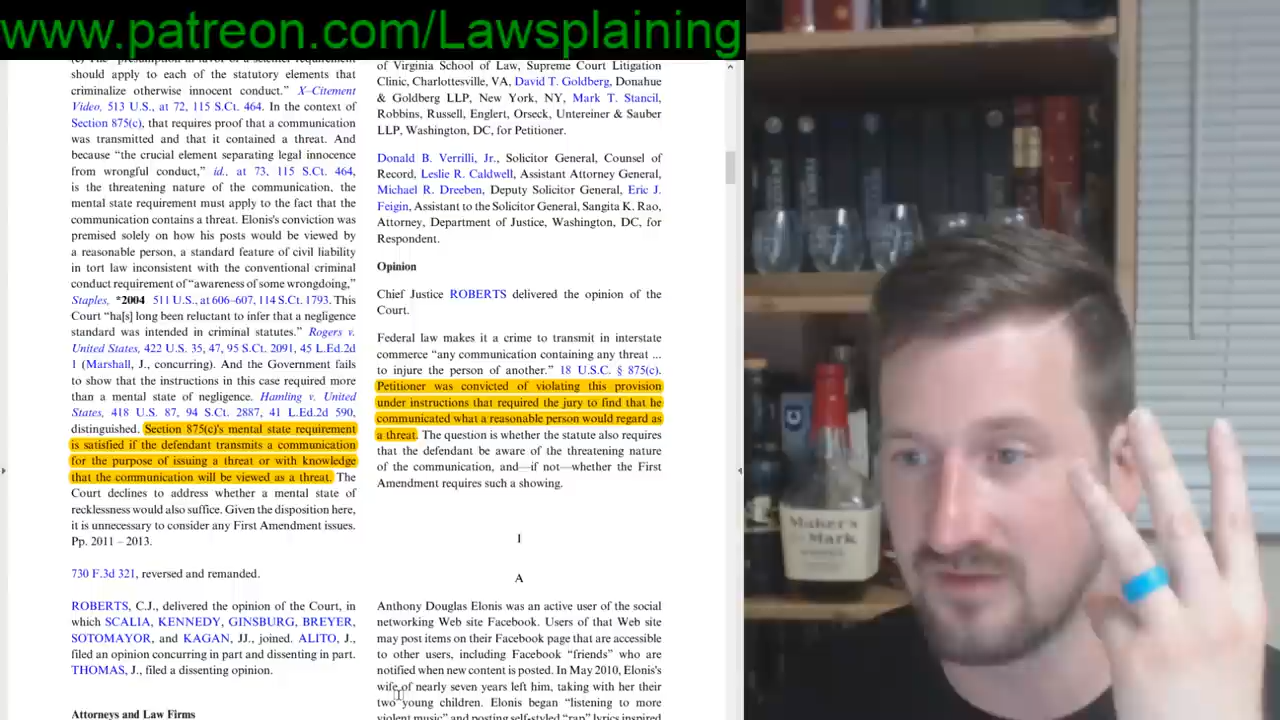 www.patreon.com/Lawsplaining
should apply to each of the statutory elements that
criminalize otherwise innocent conduct.” X–Citement
Video, 513 U.S., at 72, 115 S.Ct. 464. In the context of
Section 875(c), that requires proof that a communication
was transmitted and that it contained a threat. And
because “the crucial element separating legal innocence
from wrongful conduct,” id., at 73, 115 S.Ct. 464,
is the threatening nature of the communication, the
mental state requirement must apply to the fact that the
communication contains a threat. Elonis's conviction was
premised solely on how his posts would be viewed by
a reasonable person, a standard feature of civil liability
in tort law inconsistent with the conventional criminal
conduct requirement of “awareness of some wrongdoing,”
Staples, *2004 511 U.S., at 606–607, 114 S.Ct. 1793. This
Court “ha[s] long been reluctant to infer that a negligence
standard was intended in criminal statutes.” Rogers v.
United States, 422 U.S. 35, 47, 95 S.Ct. 2091, 45 L.Ed.2d
1 (Marshall, J., concurring). And the Government fails
to show that the instructions in this case required more
than a mental state of negligence. Hamling v. United
States, 418 U.S. 87, 94 S.Ct. 2887, 41 L.Ed.2d 590,
distinguished. Section 875(c)'s mental state requirement
is satisfied if the defendant transmits a communication
for the purpose of issuing a threat or with knowledge
that the communication will be viewed as a threat. The
Court declines to address whether a mental state of
recklessness would also suffice. Given the disposition here,
it is unnecessary to consider any First Amendment issues.
Pp. 2011 – 2013.
730 F.3d 321, reversed and remanded.
ROBERTS, C.J., delivered the opinion of the Court, in
which SCALIA, KENNEDY, GINSBURG, BREYER,
SOTOMAYOR, and KAGAN, JJ., joined. ALITO, J.,
filed an opinion concurring in part and dissenting in part.
THOMAS, J., filed a dissenting opinion.
Attorneys and Law Firms
of Virginia School of Law, Supreme Court Litigation
Clinic, Charlottesville, VA, David T. Goldberg, Donahue
& Goldberg LLP, New York, NY, Mark T. Stancil,
Robbins, Russell, Englert, Orseck, Untereiner & Sauber
LLP, Washington, DC, for Petitioner.
Donald B. Verrilli, Jr., Solicitor General, Counsel of
Record, Leslie R. Caldwell, Assistant Attorney General,
Michael R. Dreeben, Deputy Solicitor General, Eric J.
Feigin, Assistant to the Solicitor General, Sangita K. Rao,
Attorney, Department of Justice, Washington, DC, for
Respondent.
Opinion
Chief Justice ROBERTS delivered the opinion of the
Court.
Federal law makes it a crime to transmit in interstate
commerce “any communication containing any threat ...
to injure the person of another.” 18 U.S.C. § 875(c).
Petitioner was convicted of violating this provision
under instructions that required the jury to find that he
communicated what a reasonable person would regard as
a threat. The question is whether the statute also requires
that the defendant be aware of the threatening nature
of the communication, and—if not—whether the First
Amendment requires such a showing.
I
A
Anthony Douglas Elonis was an active user of the social
networking Web site Facebook. Users of that Web site
may post items on their Facebook page that are accessible
to other users, including Facebook “friends” who are
notified when new content is posted. In May 2010, Elonis's
wife of nearly seven years left him, taking with her their
two young children. Elonis began “listening to more
violent music” and posting self-styled “rap” lyrics inspired
Maker's
Mark